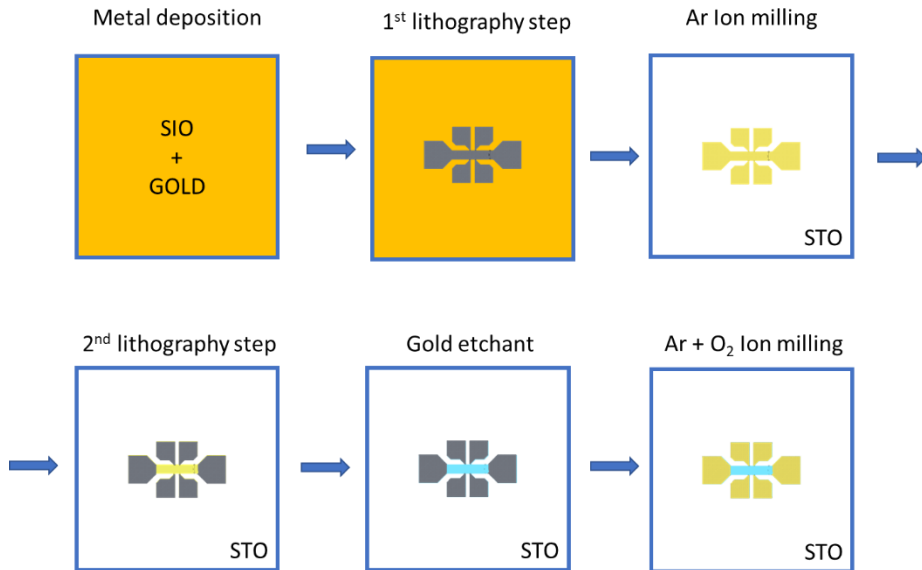 Metal deposition
1st lithography step
Ar Ion milling
SIO
+
GOLD
STO
2nd lithography step
Gold etchant
Ar + O₂ Ion milling
STO
STO
STO